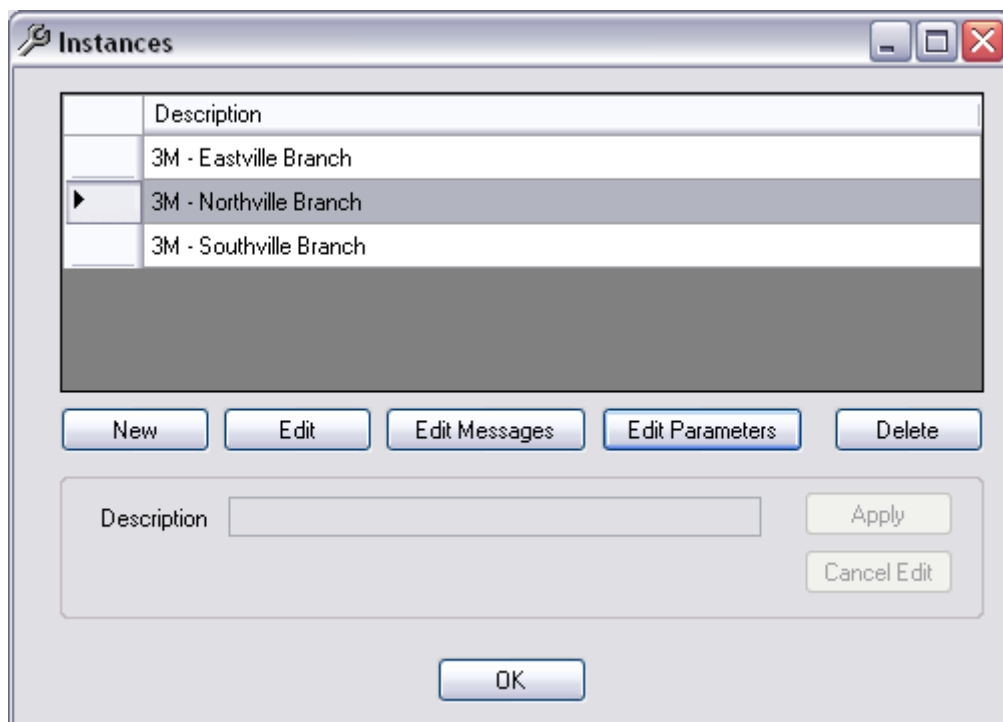 Instances
Description
3M - Eastville Branch
3M - Northville Branch
3M - Southville Branch
New Edit Edit Messages Edit Parameters Delete
Description Apply
Cancel Edit
OK